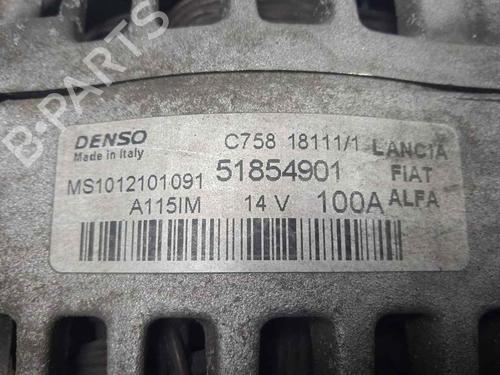 B-PARTS
DENSO
Made in Italy
C758 18111/1
LANCIA
MS1012101091
51854901
FIAT
A115IM
14 V
100A
ALFA